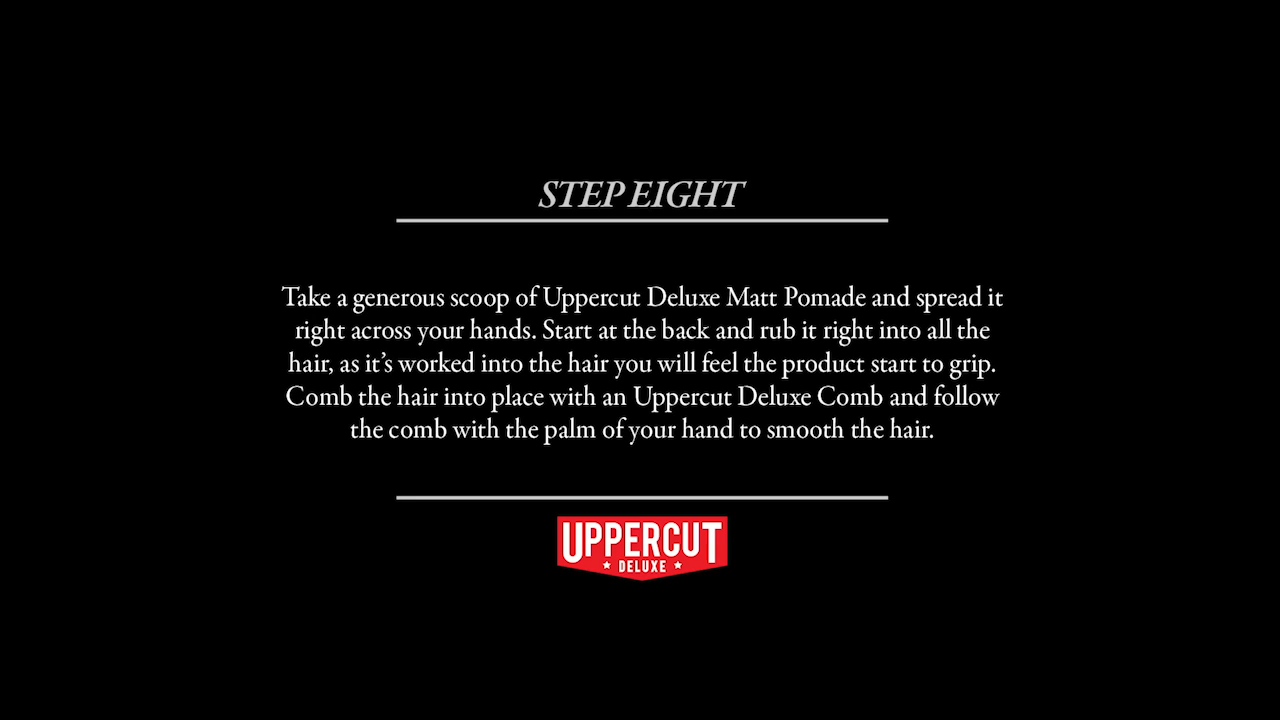 STEP EIGHT
Take a generous scoop of Uppercut Deluxe Matt Pomade and spread it
right across your hands. Start at the back and rub it right into all the
hair, as it’s worked into the hair you will feel the product start to grip.
Comb the hair into place with an Uppercut Deluxe Comb and follow
the comb with the palm of your hand to smooth the hair.
UPPERCUT
DELUXE